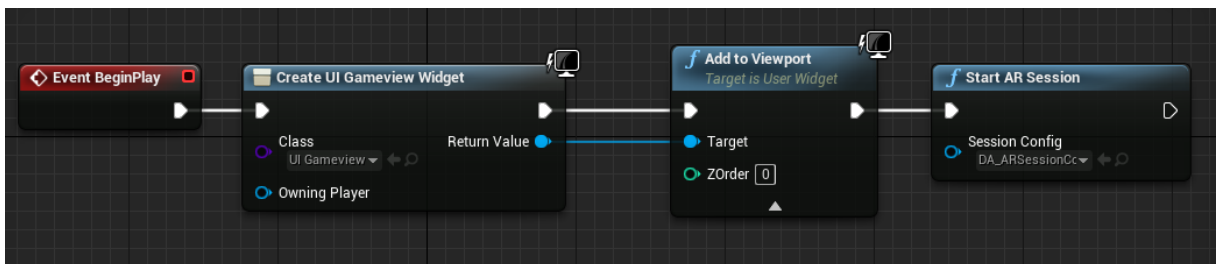 Event BeginPlay
Create UI Gameview Widget
Class
UI Gameview
Return Value
Owning Player
Add to Viewport
Target is User Widget
Target
ZOrder 0
Start AR Session
Session Config
DA_ARSessionCc